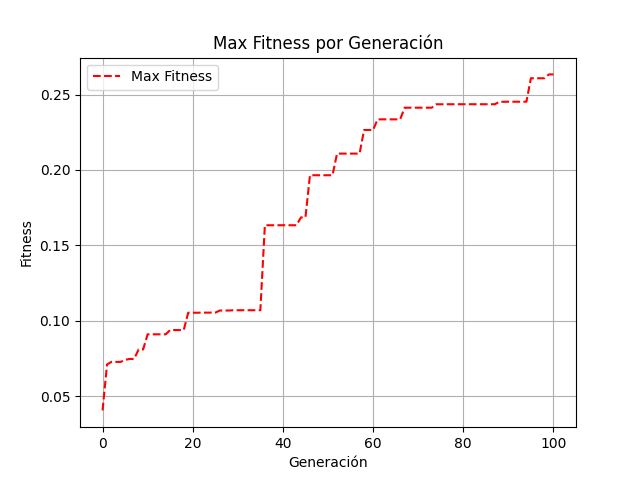 Max Fitness por Generación
Max Fitness
0.25
0.20
0.15
0.10
0.05
Fitness
0 20 40 60 80 100
Generación